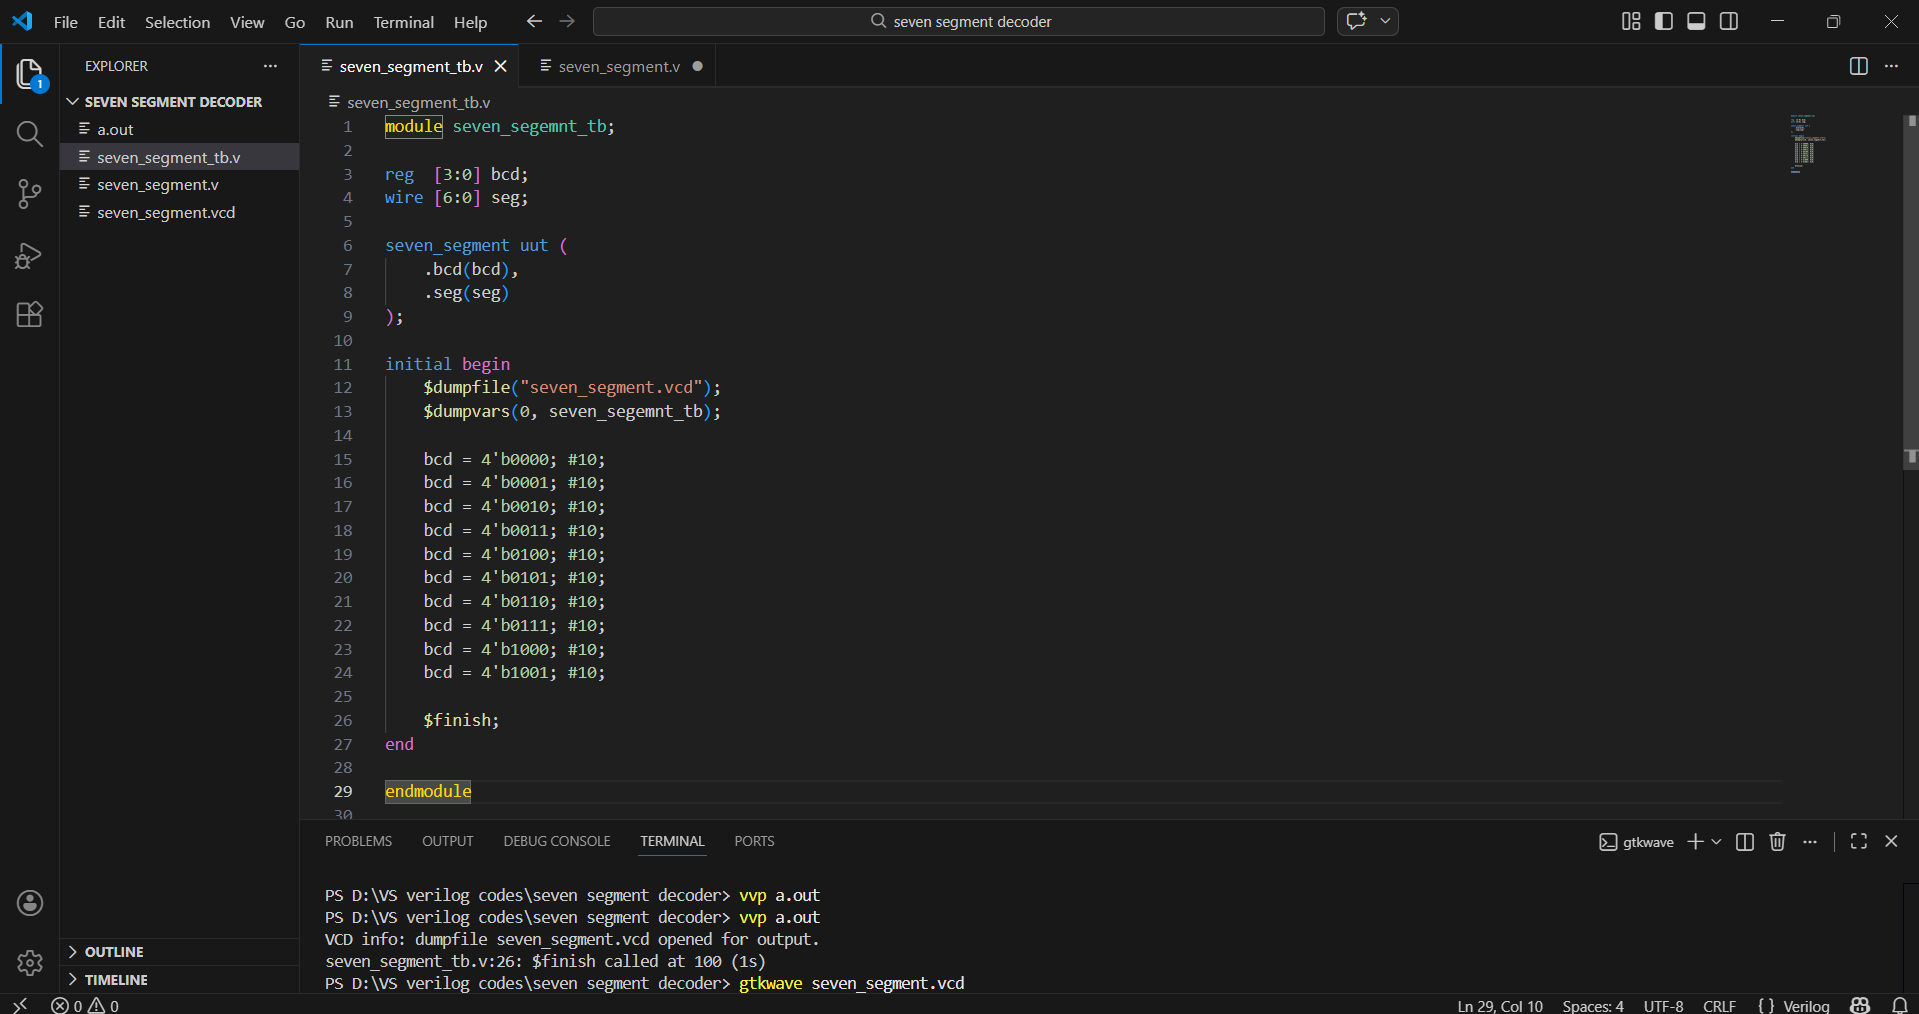 File Edit Selection View Go Run Terminal Help
seven segment decoder
EXPLORER
1
SEVEN SEGMENT DECODER
a.out
seven_segment_tb.v
seven_segment.v
seven_segment.vcd
OUTLINE
TIMELINE
seven_segment_tb.v
seven_segment.v
seven_segment_tb.v
1 module seven_segemnt_tb;
2
3 reg [3:0] bcd;
4 wire [6:0] seg;
5
6 seven_segment uut (
7 .bcd(bcd),
8 .seg(seg)
9 );
10
11 initial begin
12 $dumpfile("seven_segment.vcd");
13 $dumpvars(0, seven_segemnt_tb);
14
15 bcd = 4'b0000; #10;
16 bcd = 4'b0001; #10;
17 bcd = 4'b0010; #10;
18 bcd = 4'b0011; #10;
19 bcd = 4'b0100; #10;
20 bcd = 4'b0101; #10;
21 bcd = 4'b0110; #10;
22 bcd = 4'b0111; #10;
23 bcd = 4'b1000; #10;
24 bcd = 4'b1001; #10;
25
26 $finish;
27 end
28
29 endmodule
30
PROBLEMS OUTPUT DEBUG CONSOLE TERMINAL PORTS
gtkwave
PS D:\VS verilog codes\seven segment decoder> vvp a.out
PS D:\VS verilog codes\seven segment decoder> vvp a.out
VCD info: dumpfile seven_segment.vcd opened for output.
seven_segment_tb.v:26: $finish called at 100 (1s)
PS D:\VS verilog codes\seven segment decoder> gtkwave seven_segment.vcd
0 0
Ln 29, Col 10 Spaces: 4 UTF-8 CRLF { } Verilog